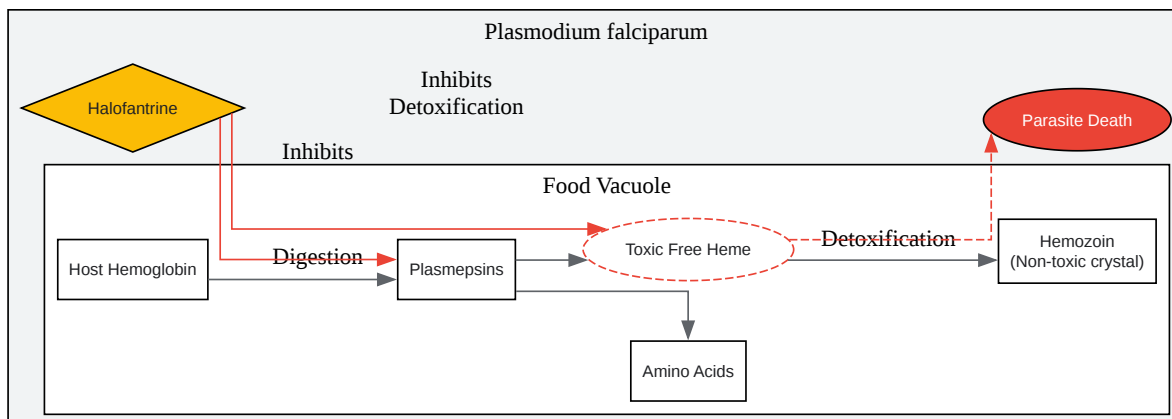 Plasmodium falciparum
Inhibits
Detoxification
Halofantrine
Parasite Death
Inhibits
Food Vacuole
Host Hemoglobin
Digestion
Plasmepsins
Toxic Free Heme
Detoxification
Hemozoin
(Non-toxic crystal)
Amino Acids